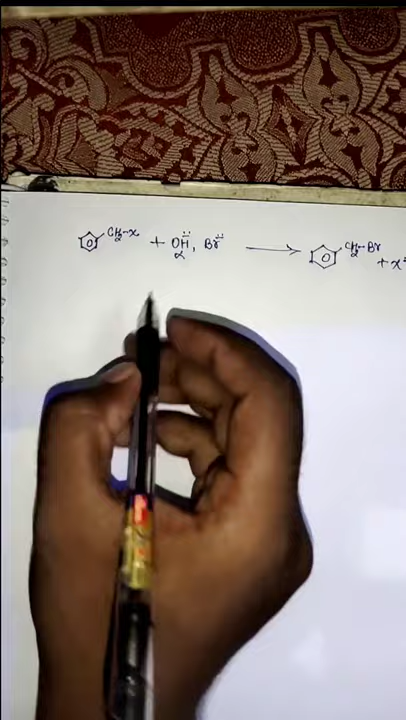 CH₂-x + OH⁻, Br⁻ → CH₂-Br + x⁻
α